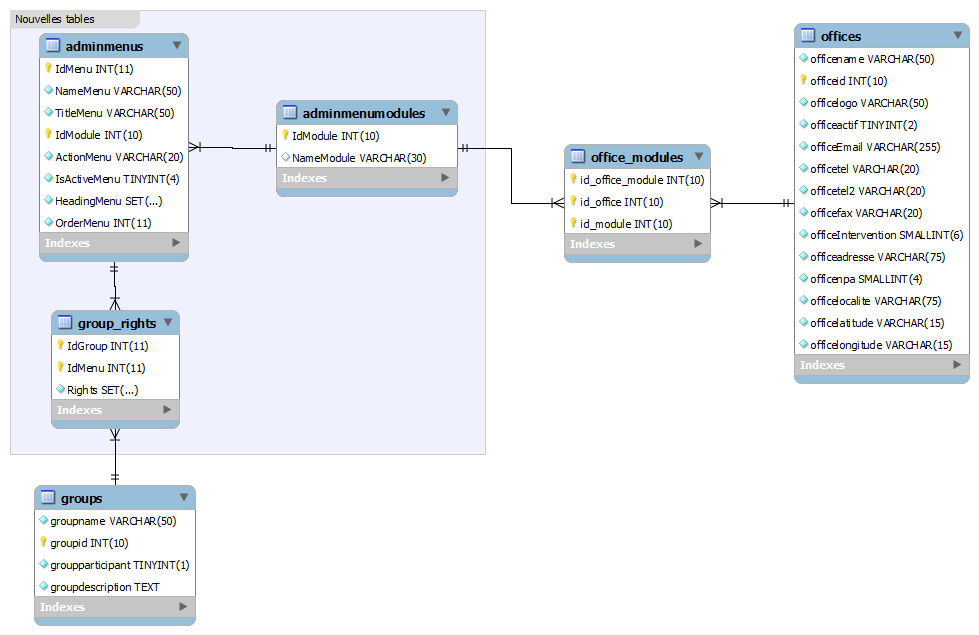 Nouvelles tables
adminmenus
IdMenu INT(11)
NameMenu VARCHAR(50)
TitleMenu VARCHAR(50)
IdModule INT(10)
ActionMenu VARCHAR(20)
IsActiveMenu TINYINT(4)
HeadingMenu SET(...)
OrderMenu INT(11)
Indexes
adminmenumodules
IdModule INT(10)
NameModule VARCHAR(30)
Indexes
office_modules
id_office_module INT(10)
id_office INT(10)
id_module INT(10)
Indexes
offices
officename VARCHAR(50)
officeid INT(10)
officelogo VARCHAR(50)
officeactif TINYINT(2)
officeEmail VARCHAR(255)
officetel VARCHAR(20)
officetel2 VARCHAR(20)
officefax VARCHAR(20)
officeIntervention SMALLINT(6)
officeadresse VARCHAR(75)
officenpa SMALLINT(4)
officelocalite VARCHAR(75)
officelatitude VARCHAR(15)
officelongitude VARCHAR(15)
Indexes
group_rights
IdGroup INT(11)
IdMenu INT(11)
Rights SET(...)
Indexes
groups
groupname VARCHAR(50)
groupid INT(10)
groupparticipant TINYINT(1)
groupdescription TEXT
Indexes